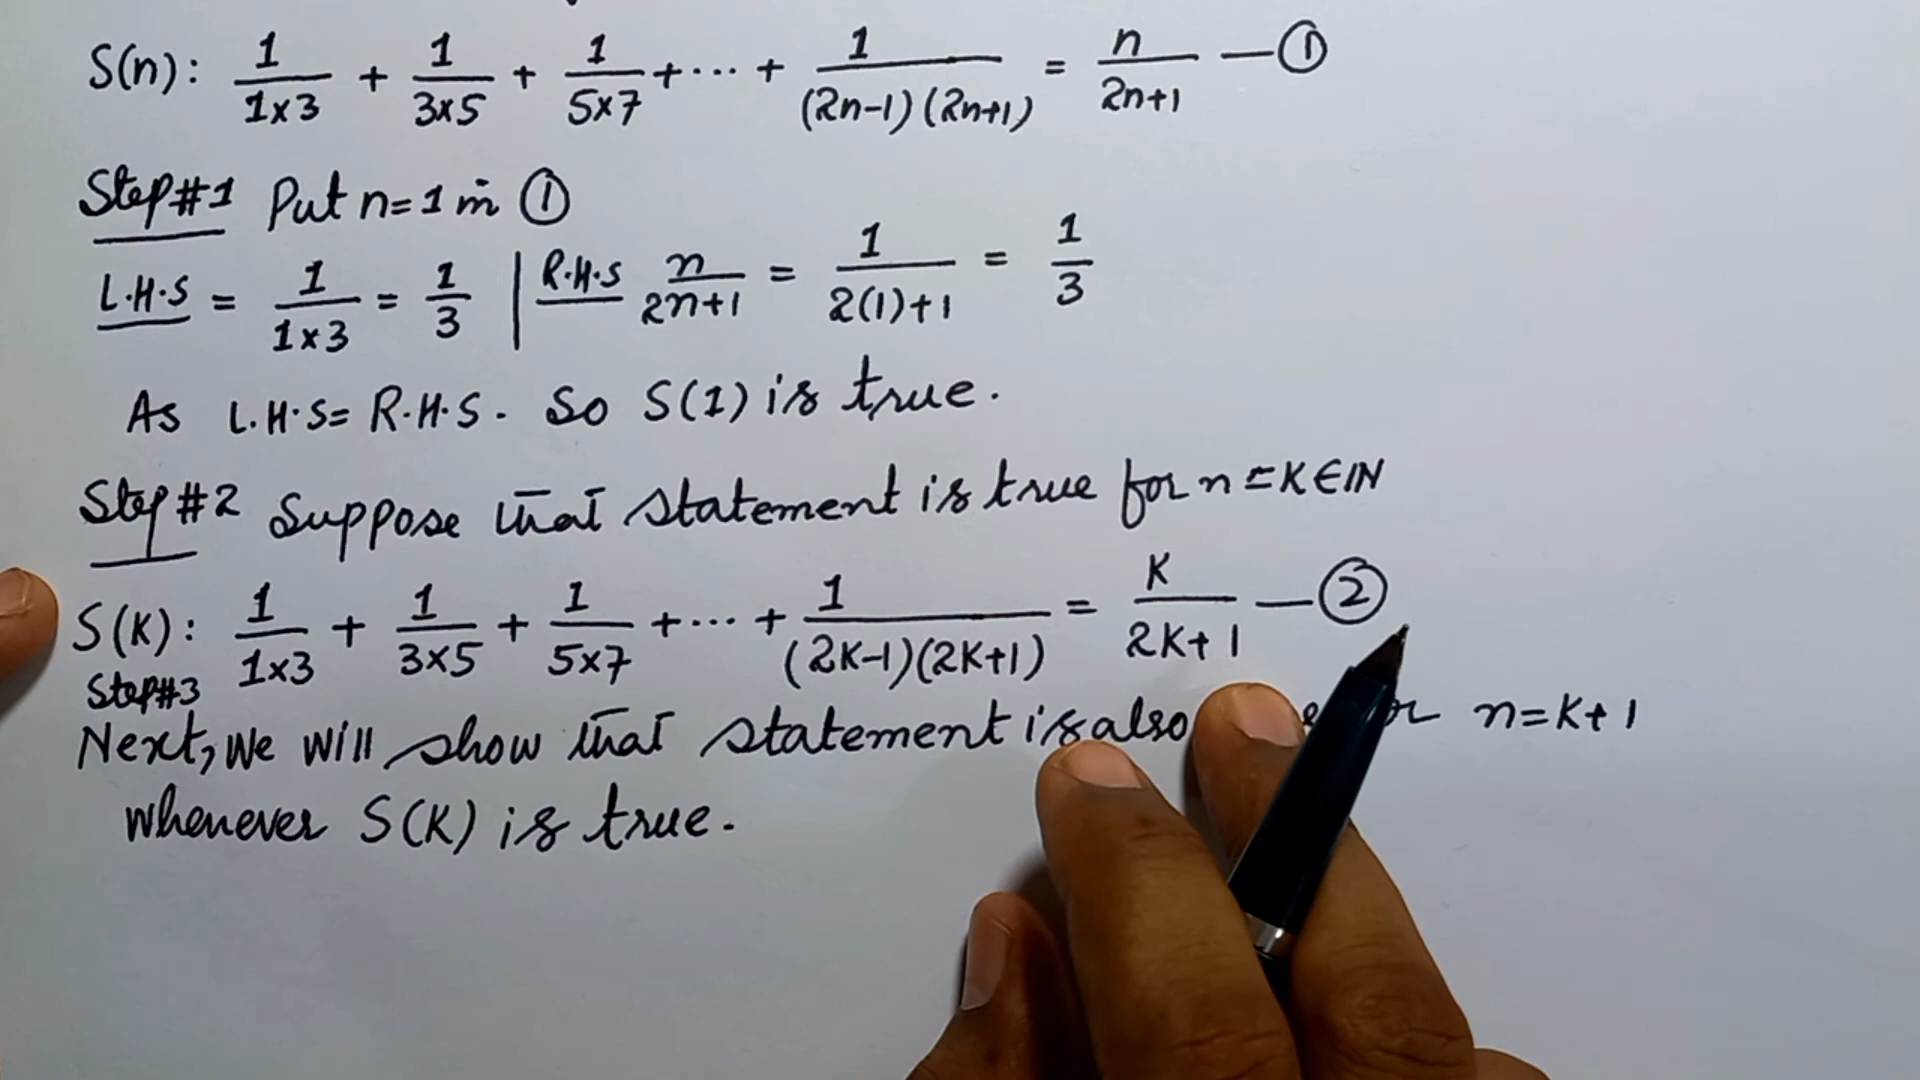 S(n): 1/(1×3) + 1/(3×5) + 1/(5×7) + ... + 1/((2n-1)(2n+1)) = n/(2n+1) — ①
Step#1 Put n=1 in ①
L.H.S = 1/(1×3) = 1/3 | R.H.S n/(2n+1) = 1/(2(1)+1) = 1/3
As L.H.S = R.H.S. So S(1) is true.
Step#2 Suppose that statement is true for n = K ∈ IN
S(K): 1/(1×3) + 1/(3×5) + 1/(5×7) + ... + 1/((2K-1)(2K+1)) = K/(2K+1) — ②
Step#3
Next, We will show that statement is also n=K+1
whenever S(K) is true.